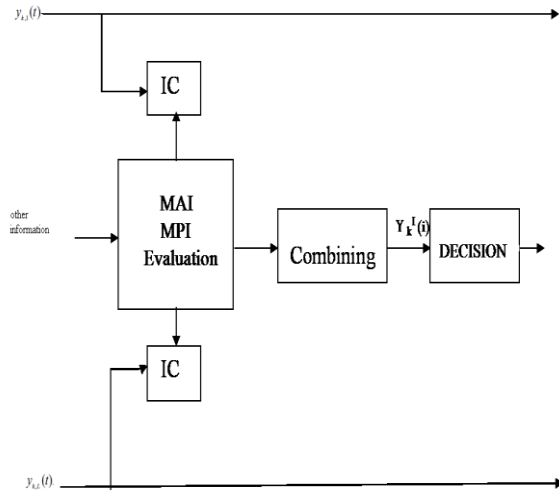 y_{k,1}(t)
IC
other
information
MAI
MPI
Evaluation
Combining
Y_k^I(i)
DECISION
IC
y_{k,L}(t)